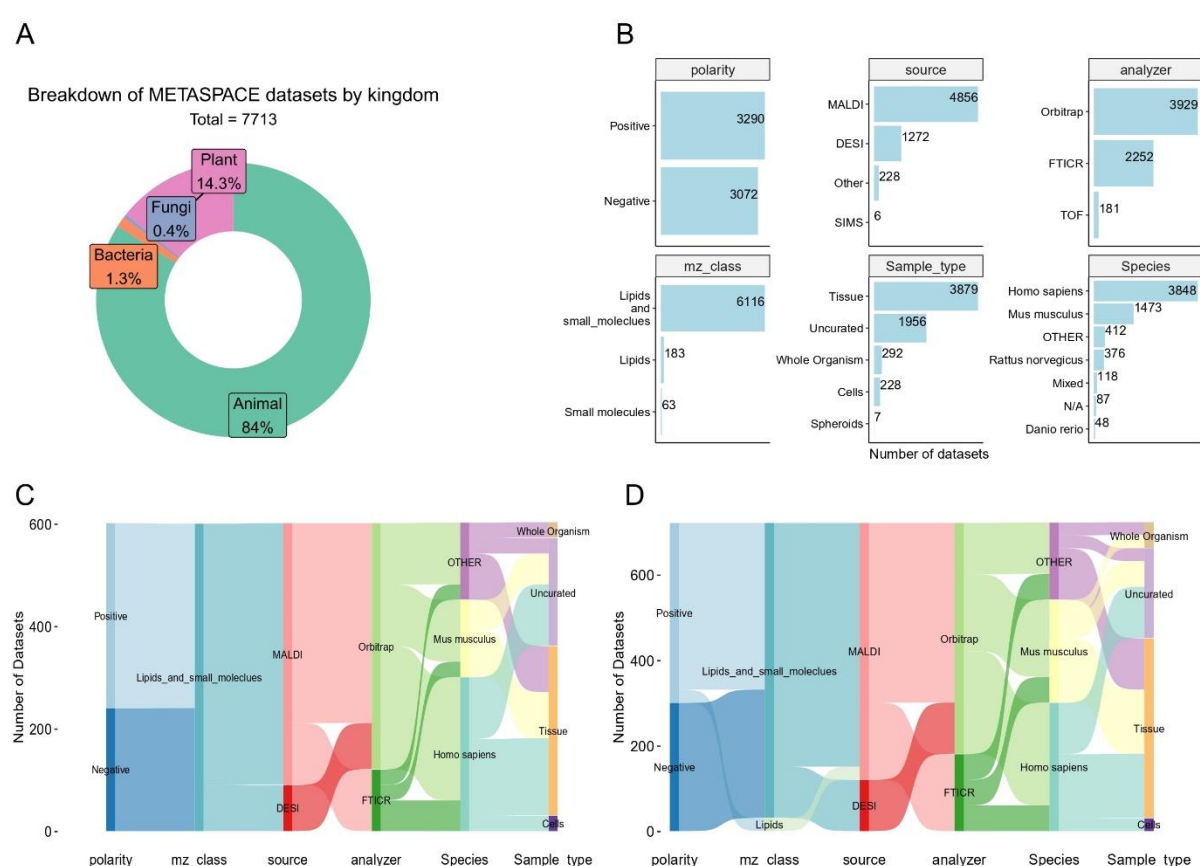 A
Breakdown of METASPACE datasets by kingdom
Total = 7713
Plant
14.3%
Fungi
0.4%
Bacteria
1.3%
Animal
84%
B
polarity
Positive
3290
Negative
3072
source
MALDI
4856
DESI
1272
Other
228
SIMS
6
analyzer
Orbitrap
3929
FTICR
2252
TOF
181
mz_class
Lipids
and
small_moleclues
6116
Lipids
183
Small molecules
63
Sample_type
Tissue
3879
Uncurated
1956
Whole Organism
292
Cells
228
Spheroids
7
Species
Homo sapiens
3848
Mus musculus
1473
OTHER
412
Rattus norvegicus
376
Mixed
118
N/A
87
Danio rerio
48
Number of datasets
C
Number of Datasets
600
400
200
0
Positive
Negative
Lipids_and_small_moleclues
MALDI
DESI
Orbitrap
FTICR
OTHER
Mus musculus
Homo sapiens
Whole Organism
Uncurated
Tissue
Cells
polarity
mz_class
source
analyzer
Species
Sample_type
D
Number of Datasets
600
400
200
0
Positive
Negative
Lipids_and_small_moleclues
Lipids
MALDI
DESI
Orbitrap
FTICR
OTHER
Mus musculus
Homo sapiens
Whole Organism
Uncurated
Tissue
Cells
polarity
mz_class
source
analyzer
Species
Sample_type